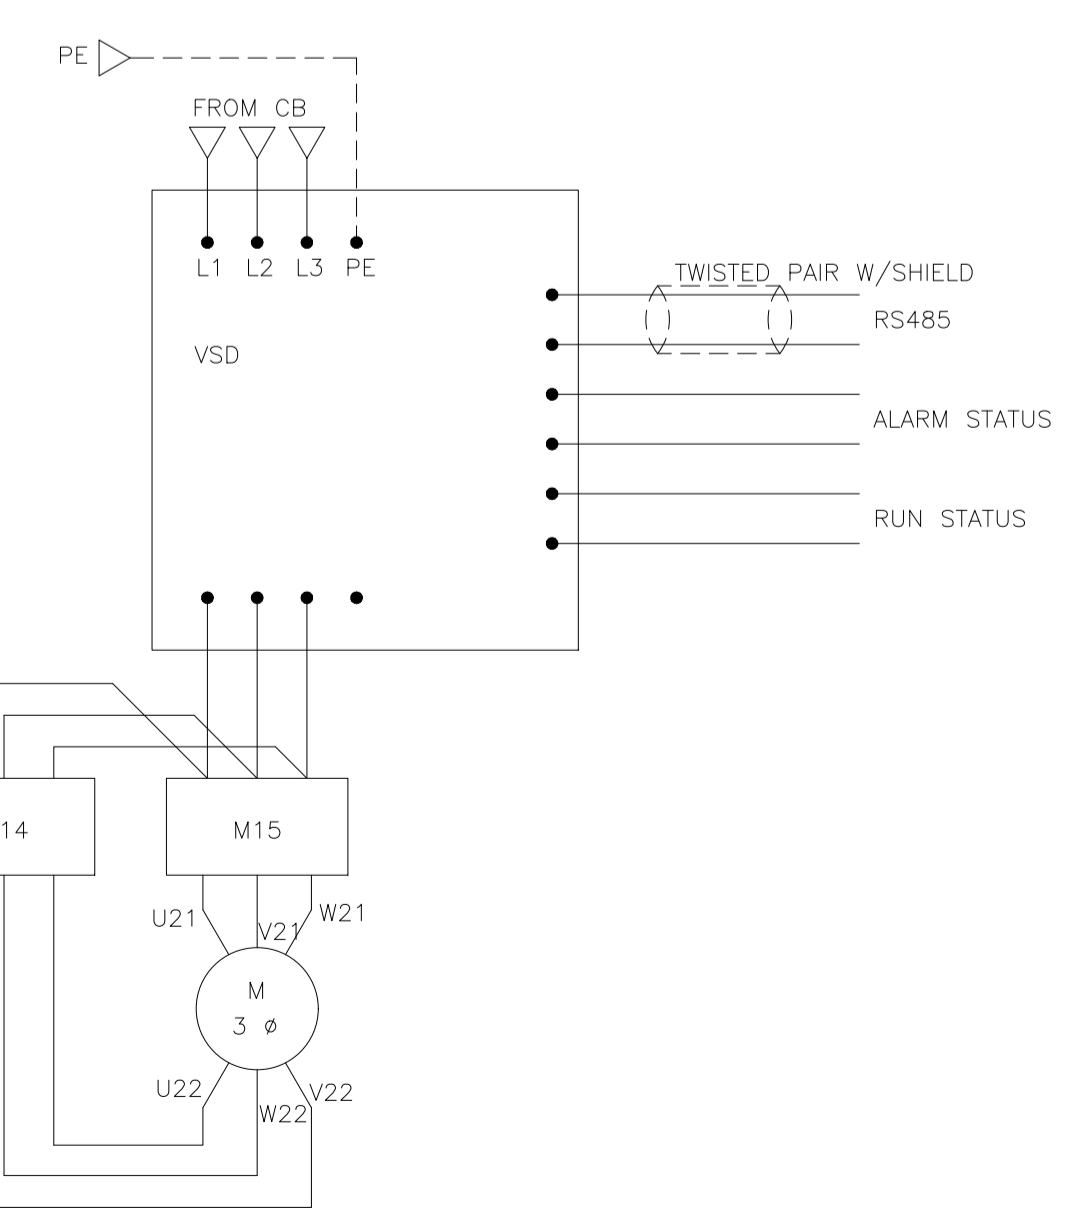 PE
FROM CB
L1 L2 L3 PE
TWISTED PAIR W/SHIELD
RS485
VSD
ALARM STATUS
RUN STATUS
14
M15
U21
V21
W21
M
3 ø
U22
W22
V22